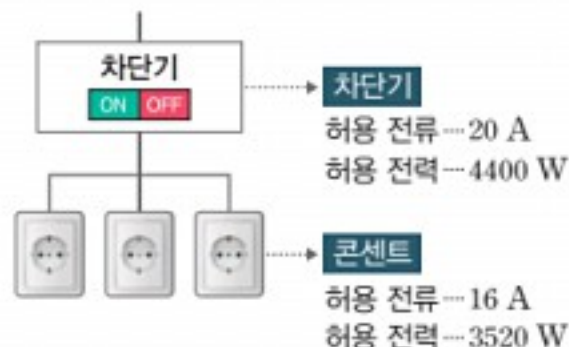 차단기
ON OFF
차단기
허용 전류 ··· 20 A
허용 전력 ··· 4400 W
콘센트
허용 전류 ··· 16 A
허용 전력 ··· 3520 W